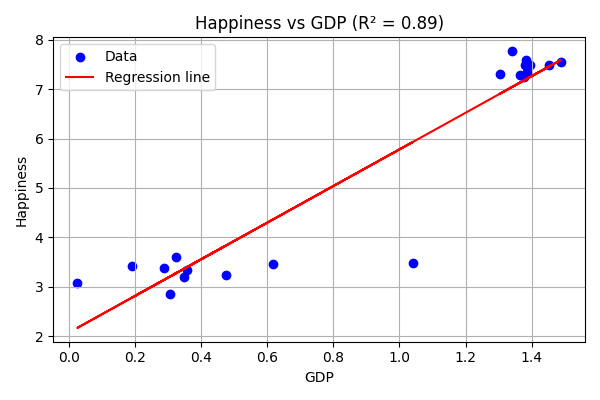 Happiness vs GDP (R² = 0.89)
Data
Regression line
Happiness
8
7
6
5
4
3
2
0.0 0.2 0.4 0.6 0.8 1.0 1.2 1.4
GDP